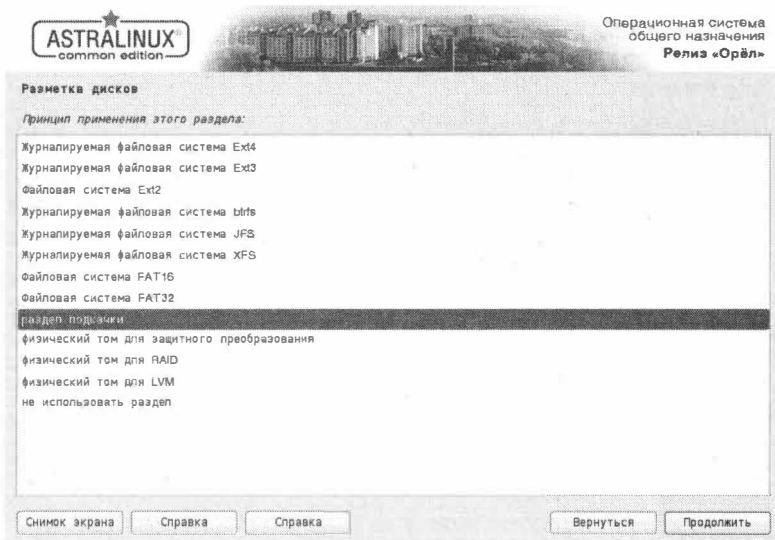 ASTRALINUX
common edition
Операционная система
общего назначения
Релиз «Орёл»
Разметка дисков
Принцип применения этого раздела:
Журналируемая файловая система Ext4
Журналируемая файловая система Ext3
Файловая система Ext2
Журналируемая файловая система btrfs
Журналируемая файловая система JFS
Журналируемая файловая система XFS
Файловая система FAT16
Файловая система FAT32
раздел подкачки
физический том для защитного преобразования
физический том для RAID
физический том для LVM
не использовать раздел
Снимок экрана Справка Справка Вернуться Продолжить